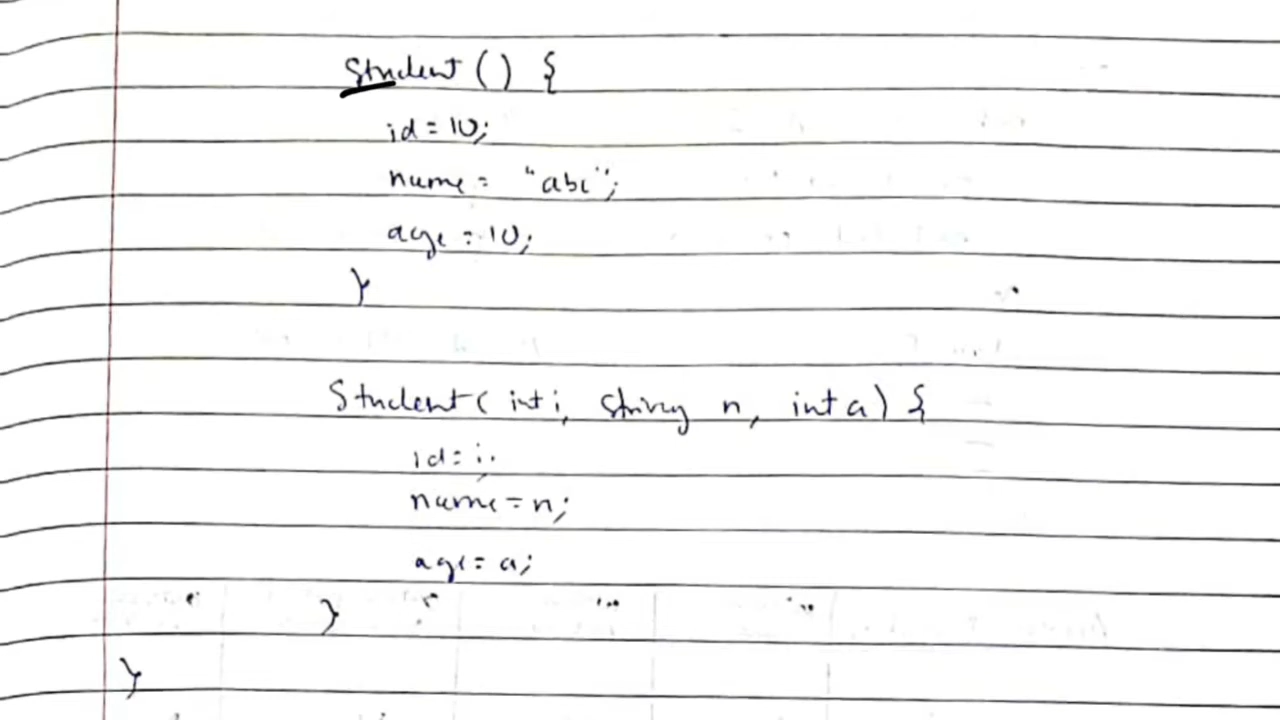 Student () {
id = 10;
name = "abc";
age = 10;
}
Student( int i, string n, int a) {
id = i;
name = n;
age = a;
}
}